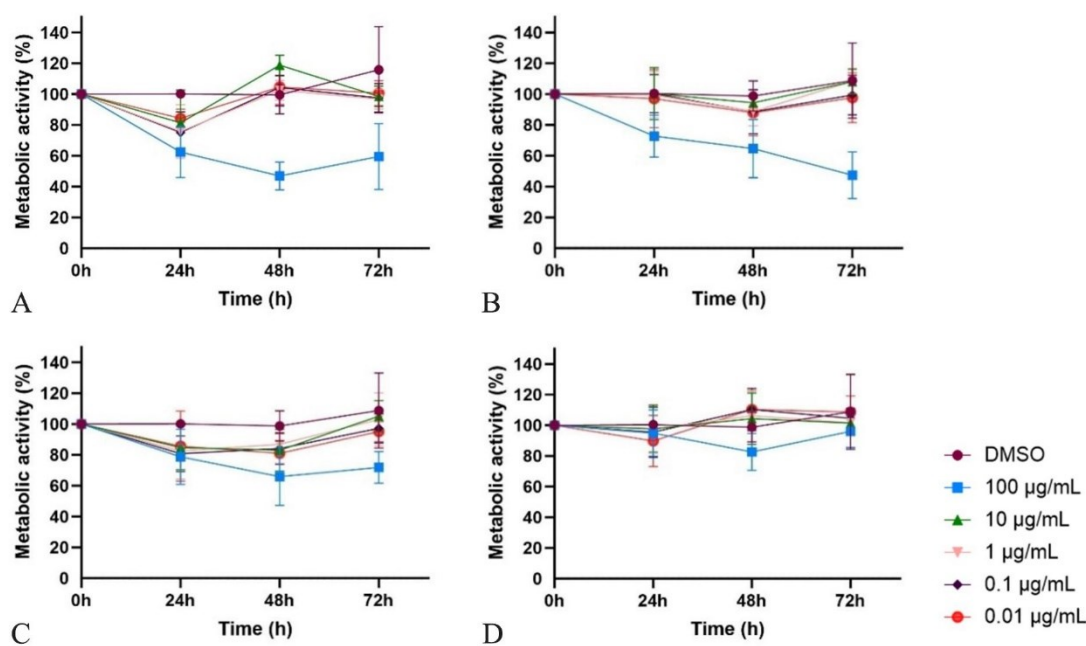 140
120
100
80
60
40
20
0
Metabolic activity (%)
0h 24h 48h 72h
Time (h)
A
140
120
100
80
60
40
20
0
Metabolic activity (%)
0h 24h 48h 72h
Time (h)
B
140
120
100
80
60
40
20
0
Metabolic activity (%)
0h 24h 48h 72h
Time (h)
C
140
120
100
80
60
40
20
0
Metabolic activity (%)
0h 24h 48h 72h
Time (h)
D
DMSO
100 µg/mL
10 µg/mL
1 µg/mL
0.1 µg/mL
0.01 µg/mL